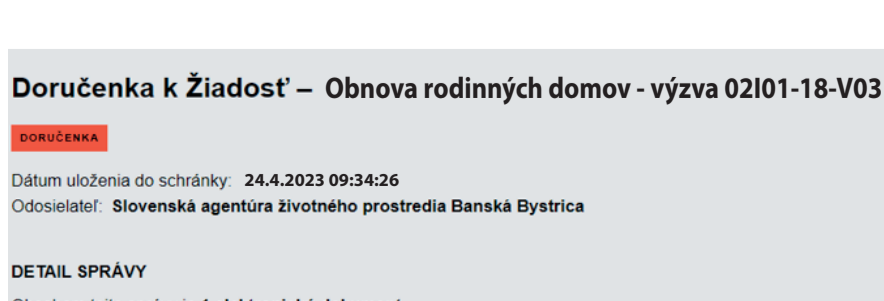 Doručenka k Žiadosť – Obnova rodinných domov - výzva 02I01-18-V03
DORUČENKA
Dátum uloženia do schránky: 24.4.2023 09:34:26
Odosielateľ: Slovenská agentúra životného prostredia Banská Bystrica
DETAIL SPRÁVY